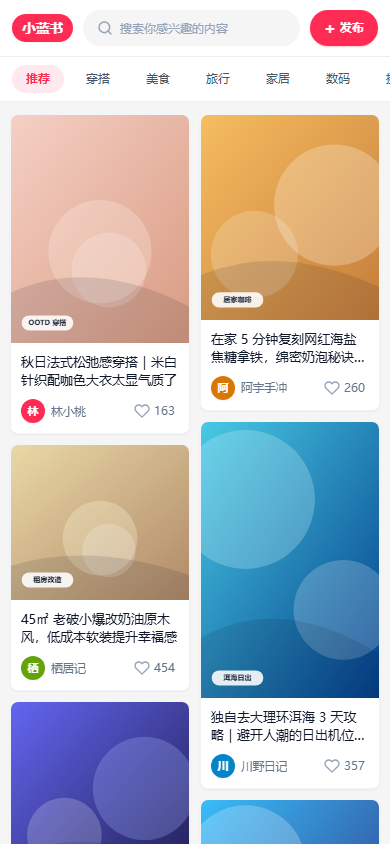 小蓝书
搜索你感兴趣的内容
+ 发布
推荐
穿搭
美食
旅行
家居
数码
OOTD 穿搭
秋日法式松弛感穿搭｜米白
针织配咖色大衣太显气质了
林
林小桃
163
居家咖啡
在家 5 分钟复刻网红海盐
焦糖拿铁，绵密奶泡秘诀...
阿
阿宇手冲
260
租房改造
45㎡ 老破小爆改奶油原木
风，低成本软装提升幸福感
栖
栖居记
454
洱海日出
独自去大理环洱海 3 天攻
略｜避开人潮的日出机位...
川
川野日记
357